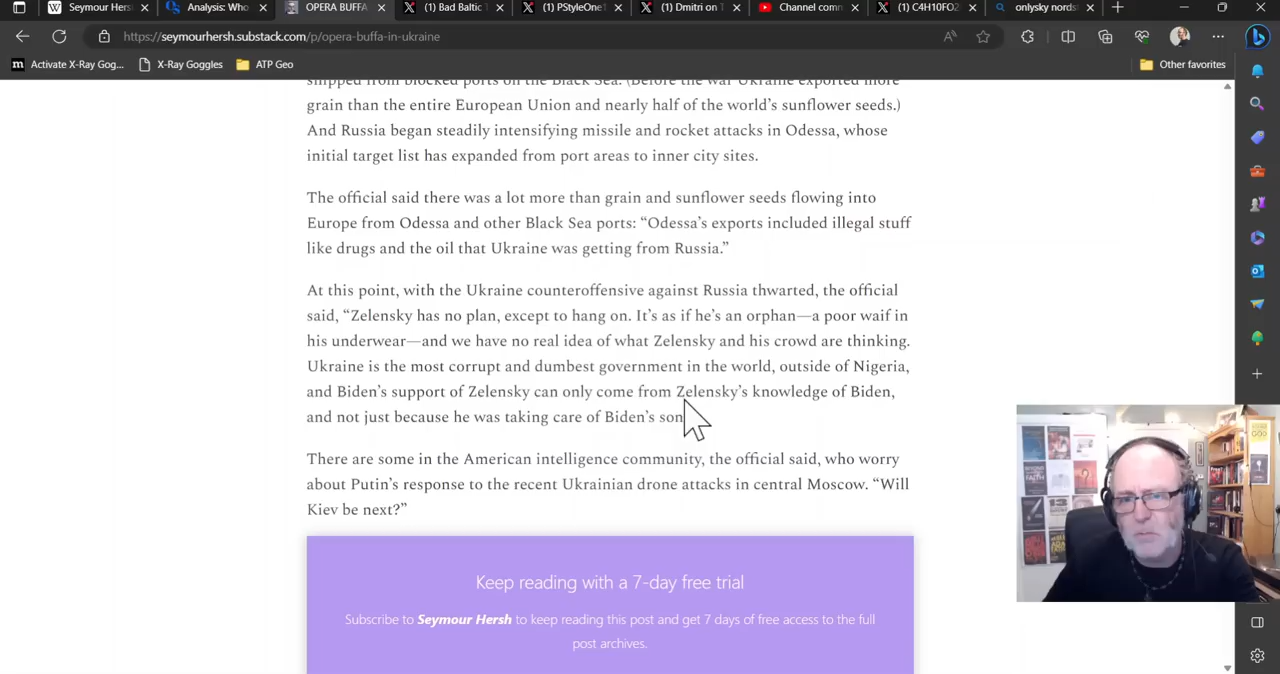 Seymour Hersh
Analysis: Who
OPERA BUFFA
(1) Bad Baltic T
(1) PStyleOne1
(1) Dmitri on T
Channel comm
(1) C4H10FO2
onlysky nords
https://seymourhersh.substack.com/p/opera-buffa-in-ukraine
Activate X-Ray Gog...
X-Ray Goggles
ATP Geo
Other favorites
shipped from blocked ports on the Black Sea. (Before the war Ukraine exported more
grain than the entire European Union and nearly half of the world's sunflower seeds.)
And Russia began steadily intensifying missile and rocket attacks in Odessa, whose
initial target list has expanded from port areas to inner city sites.
The official said there was a lot more than grain and sunflower seeds flowing into
Europe from Odessa and other Black Sea ports: “Odessa’s exports included illegal stuff
like drugs and the oil that Ukraine was getting from Russia.”
At this point, with the Ukraine counteroffensive against Russia thwarted, the official
said, “Zelensky has no plan, except to hang on. It’s as if he’s an orphan—a poor waif in
his underwear—and we have no real idea of what Zelensky and his crowd are thinking.
Ukraine is the most corrupt and dumbest government in the world, outside of Nigeria,
and Biden’s support of Zelensky can only come from Zelensky’s knowledge of Biden,
and not just because he was taking care of Biden’s son
There are some in the American intelligence community, the official said, who worry
about Putin’s response to the recent Ukrainian drone attacks in central Moscow. “Will
Kiev be next?”
Keep reading with a 7-day free trial
Subscribe to Seymour Hersh to keep reading this post and get 7 days of free access to the full
post archives.